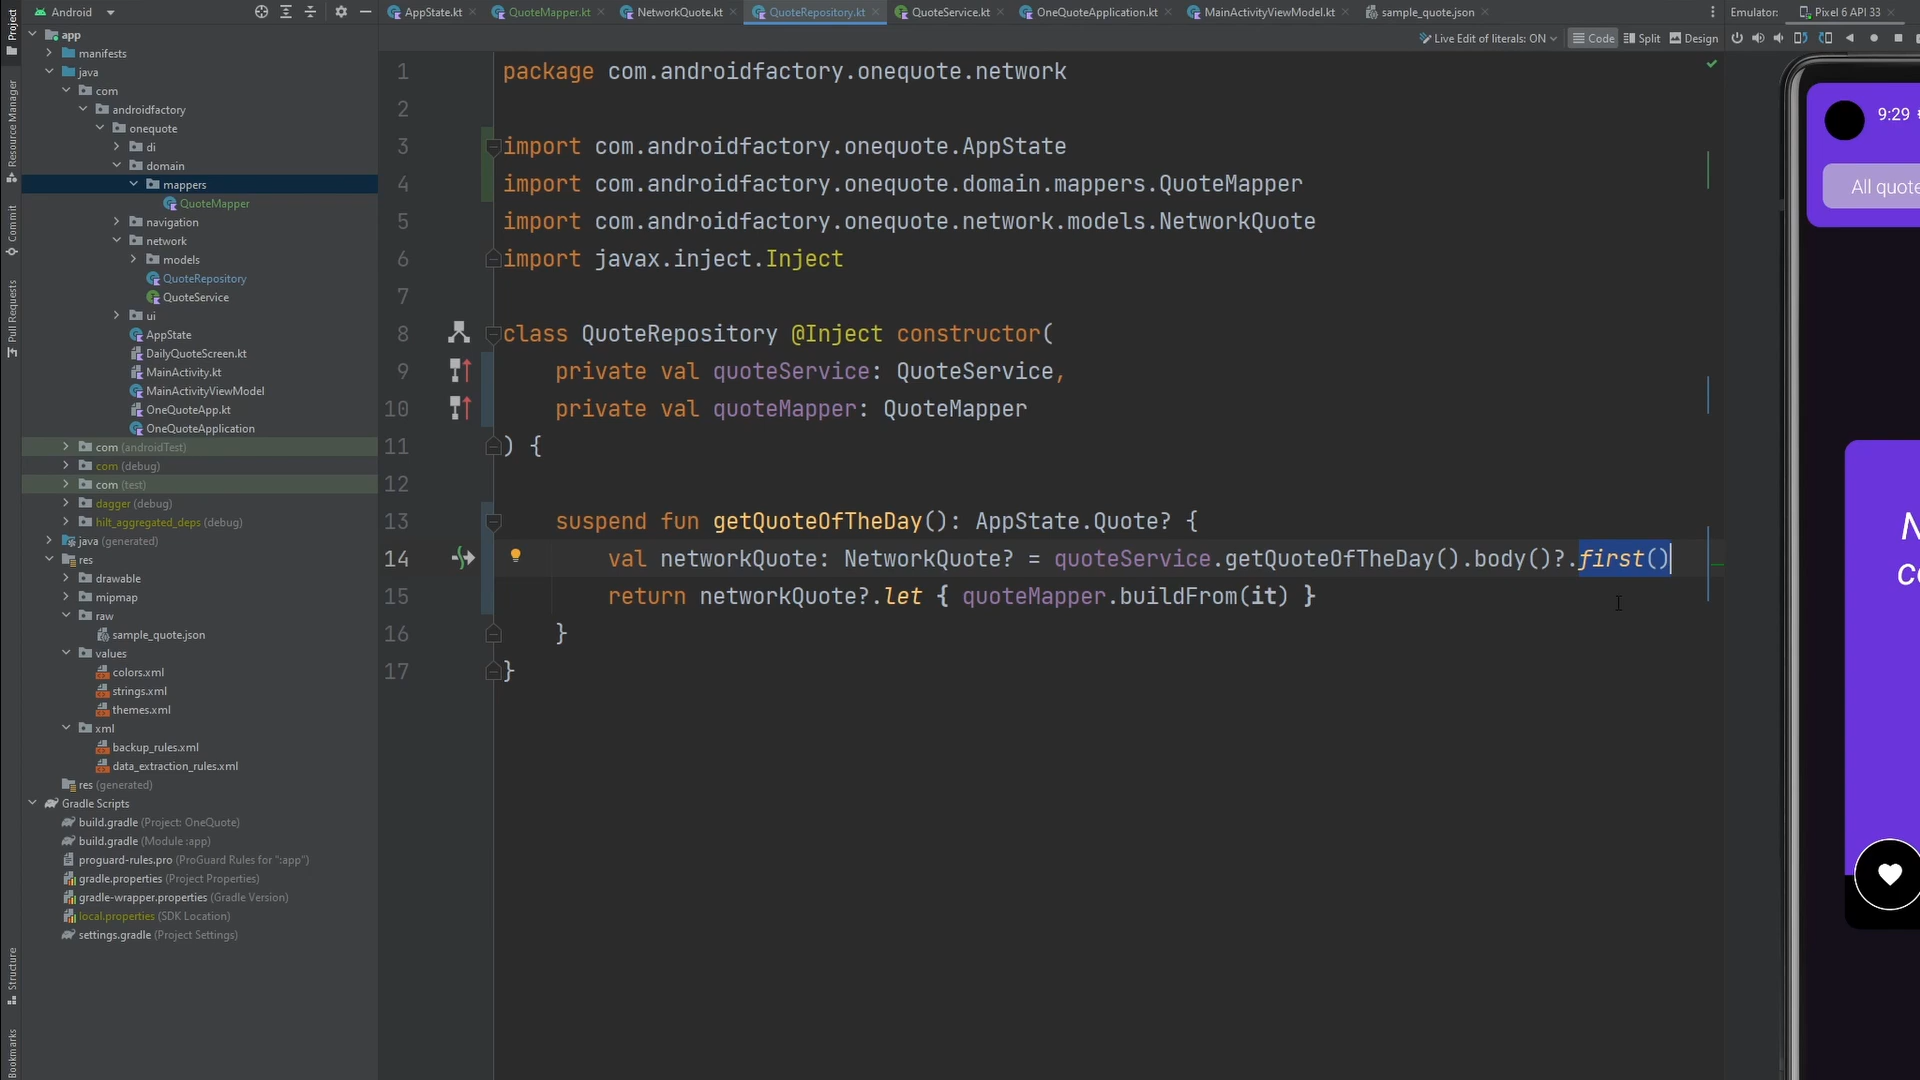 Android
AppState.kt
QuoteMapper.kt
NetworkQuote.kt
QuoteRepository.kt
QuoteService.kt
OneQuoteApplication.kt
MainActivityViewModel.kt
sample_quote.json
Emulator:
Pixel 6 API 33
Live Edit of literals: ON
Code
Split
Design
Project
Resource Manager
Commit
Pull Requests
Structure
Bookmarks
app
manifests
java
com
androidfactory
onequote
di
domain
mappers
QuoteMapper
navigation
network
models
QuoteRepository
QuoteService
ui
AppState
DailyQuoteScreen.kt
MainActivity.kt
MainActivityViewModel
OneQuoteApp.kt
OneQuoteApplication
com (androidTest)
com (debug)
com (test)
dagger (debug)
hilt_aggregated_deps (debug)
java (generated)
res
drawable
mipmap
raw
sample_quote.json
values
colors.xml
strings.xml
themes.xml
xml
backup_rules.xml
data_extraction_rules.xml
res (generated)
Gradle Scripts
build.gradle (Project: OneQuote)
build.gradle (Module :app)
proguard-rules.pro (ProGuard Rules for ":app")
gradle.properties (Project Properties)
gradle-wrapper.properties (Gradle Version)
local.properties (SDK Location)
settings.gradle (Project Settings)
1 package com.androidfactory.onequote.network
2
3 import com.androidfactory.onequote.AppState
4 import com.androidfactory.onequote.domain.mappers.QuoteMapper
5 import com.androidfactory.onequote.network.models.NetworkQuote
6 import javax.inject.Inject
7
8 class QuoteRepository @Inject constructor(
9 private val quoteService: QuoteService,
10 private val quoteMapper: QuoteMapper
11 ) {
12
13 suspend fun getQuoteOfTheDay(): AppState.Quote? {
14 val networkQuote: NetworkQuote? = quoteService.getQuoteOfTheDay().body()?.first()
15 return networkQuote?.let { quoteMapper.buildFrom(it) }
16 }
17 }
9:29
All quote